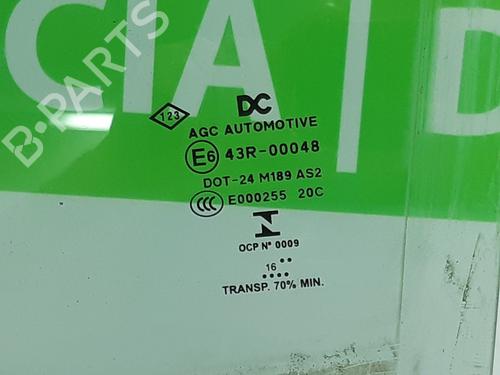 CIA | D
B-PARTS
123
DC
AGC AUTOMOTIVE
E6 43R-00048
DOT-24 M189 AS2
CCC E000255 20C
OCP Nº 0009
16
TRANSP. 70% MIN.